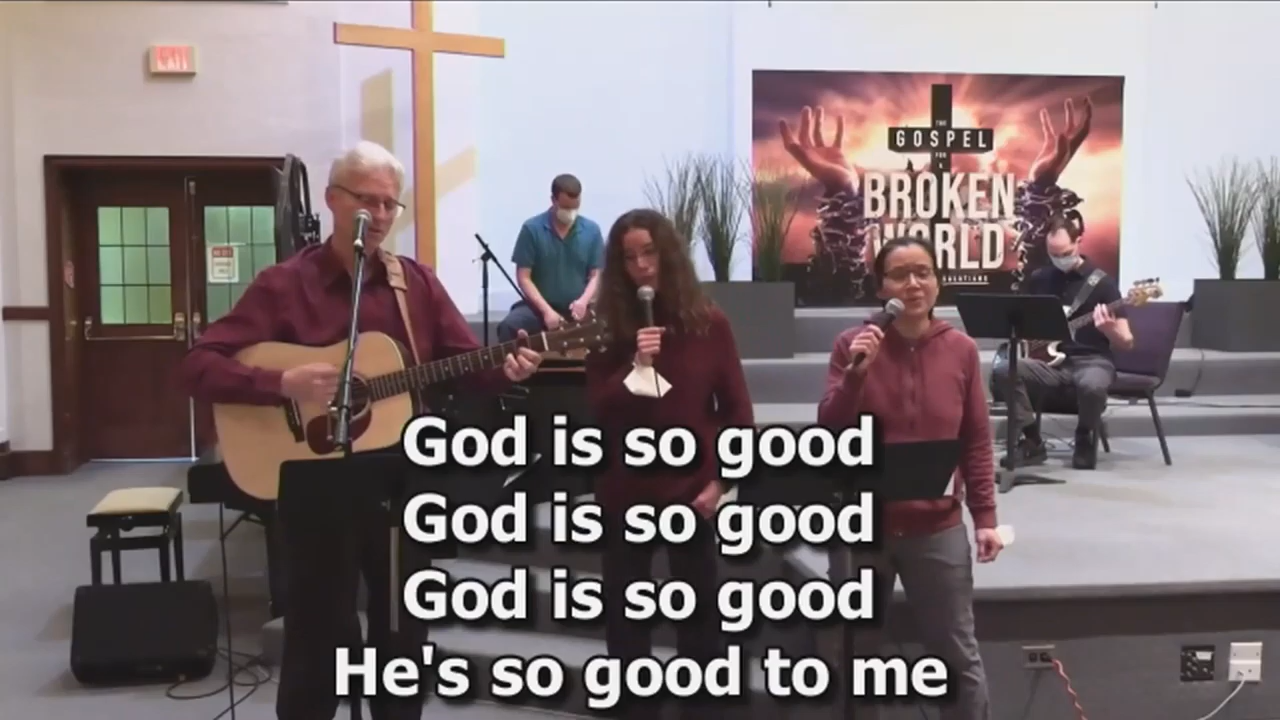 EXIT
THE
GOSPEL
FOR
A
BROKEN
WORLD
God is so good
God is so good
God is so good
He's so good to me